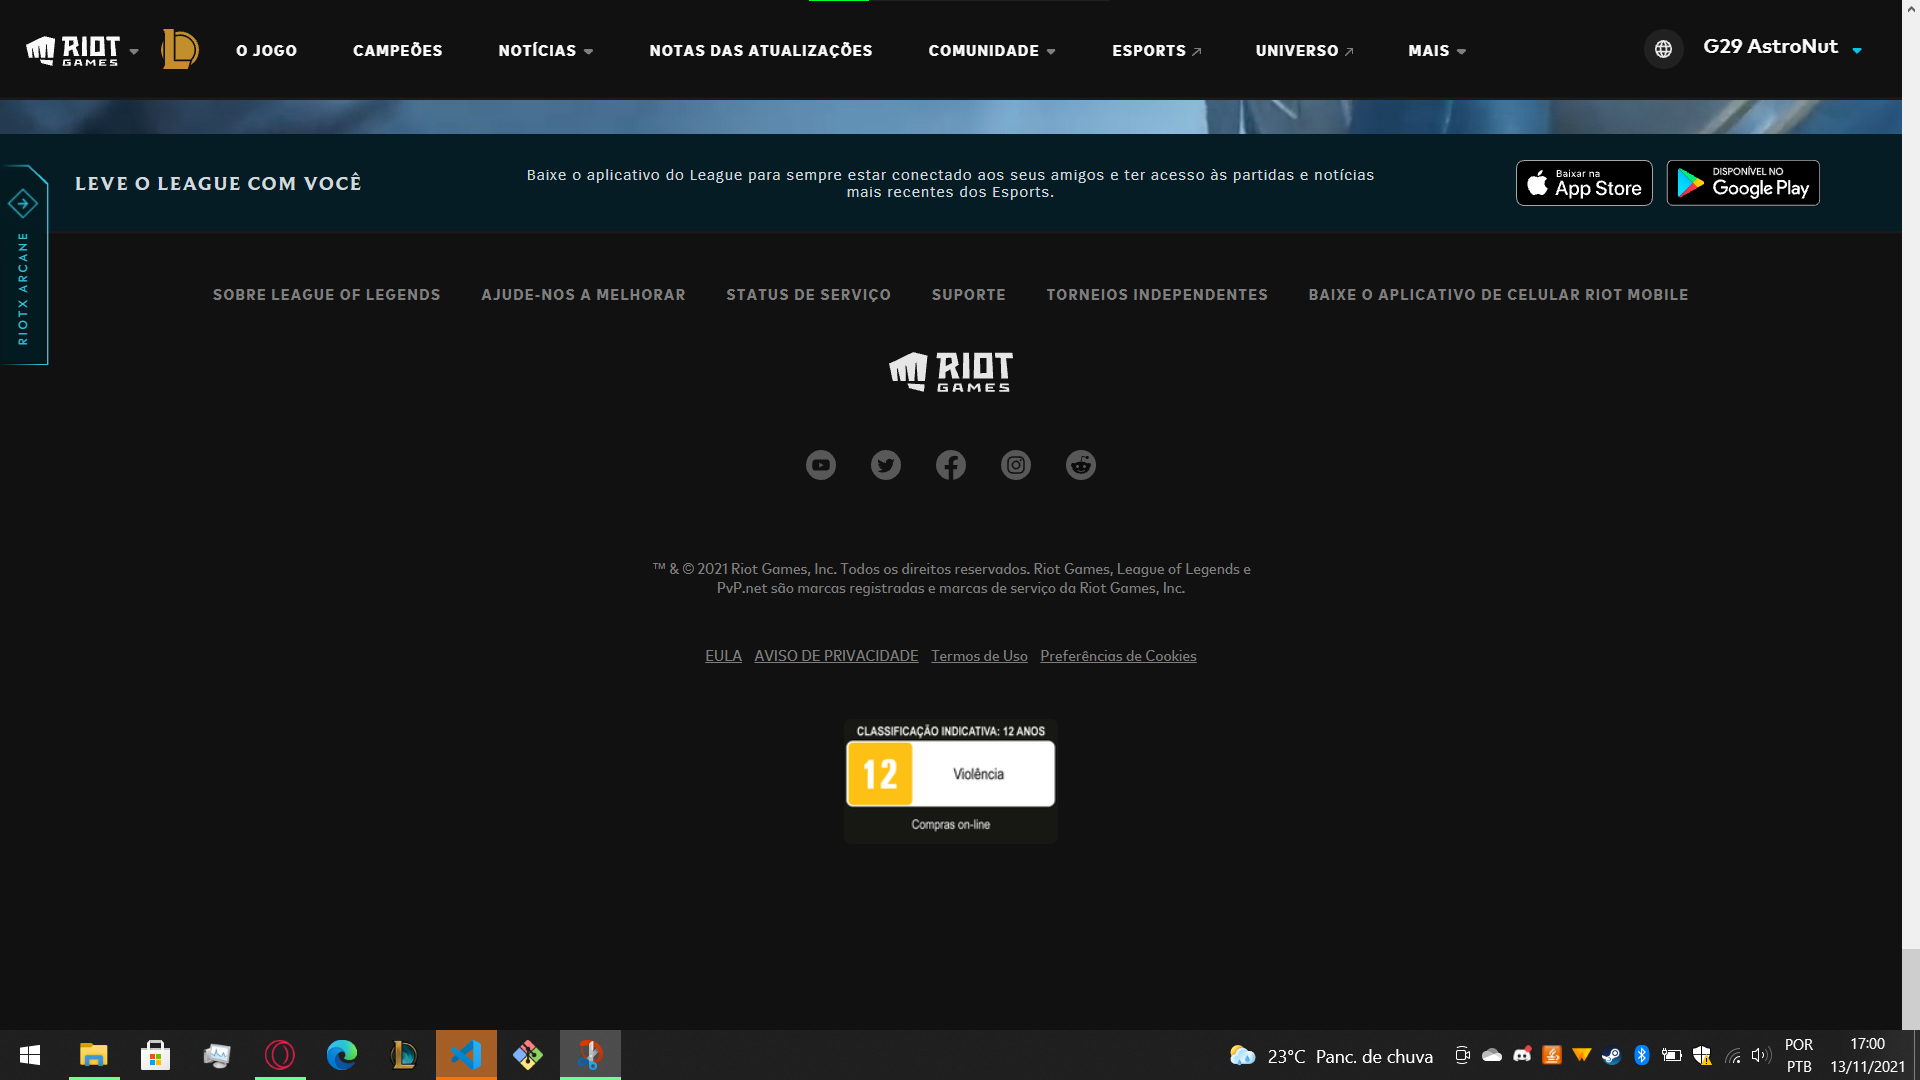 RIOT GAMES
O JOGO CAMPEÕES NOTÍCIAS NOTAS DAS ATUALIZAÇÕES COMUNIDADE ESPORTS UNIVERSO MAIS G29 AstroNut
LEVE O LEAGUE COM VOCÊ
Baixe o aplicativo do League para sempre estar conectado aos seus amigos e ter acesso às partidas e notícias
mais recentes dos Esports.
Baixar na
App Store
DISPONÍVEL NO
Google Play
RIOTX ARCANE
SOBRE LEAGUE OF LEGENDS AJUDE-NOS A MELHORAR STATUS DE SERVIÇO SUPORTE TORNEIOS INDEPENDENTES BAIXE O APLICATIVO DE CELULAR RIOT MOBILE
RIOT
GAMES
™ & © 2021 Riot Games, Inc. Todos os direitos reservados. Riot Games, League of Legends e
PvP.net são marcas registradas e marcas de serviço da Riot Games, Inc.
EULA AVISO DE PRIVACIDADE Termos de Uso Preferências de Cookies
CLASSIFICAÇÃO INDICATIVA: 12 ANOS
12 Violência
Compras on-line
23°C Panc. de chuva
POR
PTB
17:00
13/11/2021